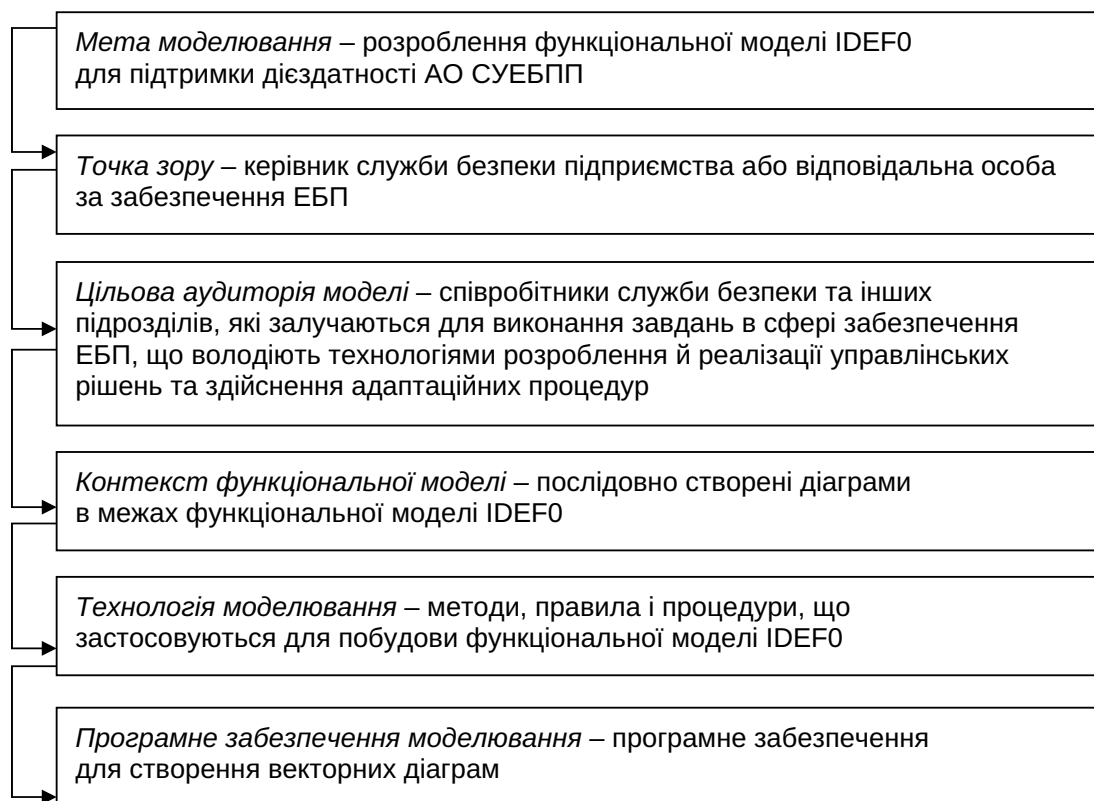 Мета моделювання – розроблення функціональної моделі IDEF0
для підтримки дієздатності АО СУЕБПП
Точка зору – керівник служби безпеки підприємства або відповідальна особа
за забезпечення ЕБП
Цільова аудиторія моделі – співробітники служби безпеки та інших
підрозділів, які залучаються для виконання завдань в сфері забезпечення
ЕБП, що володіють технологіями розроблення й реалізації управлінських
рішень та здійснення адаптаційних процедур
Контекст функціональної моделі – послідовно створені діаграми
в межах функціональної моделі IDEF0
Технологія моделювання – методи, правила і процедури, що
застосовуються для побудови функціональної моделі IDEF0
Програмне забезпечення моделювання – програмне забезпечення
для створення векторних діаграм